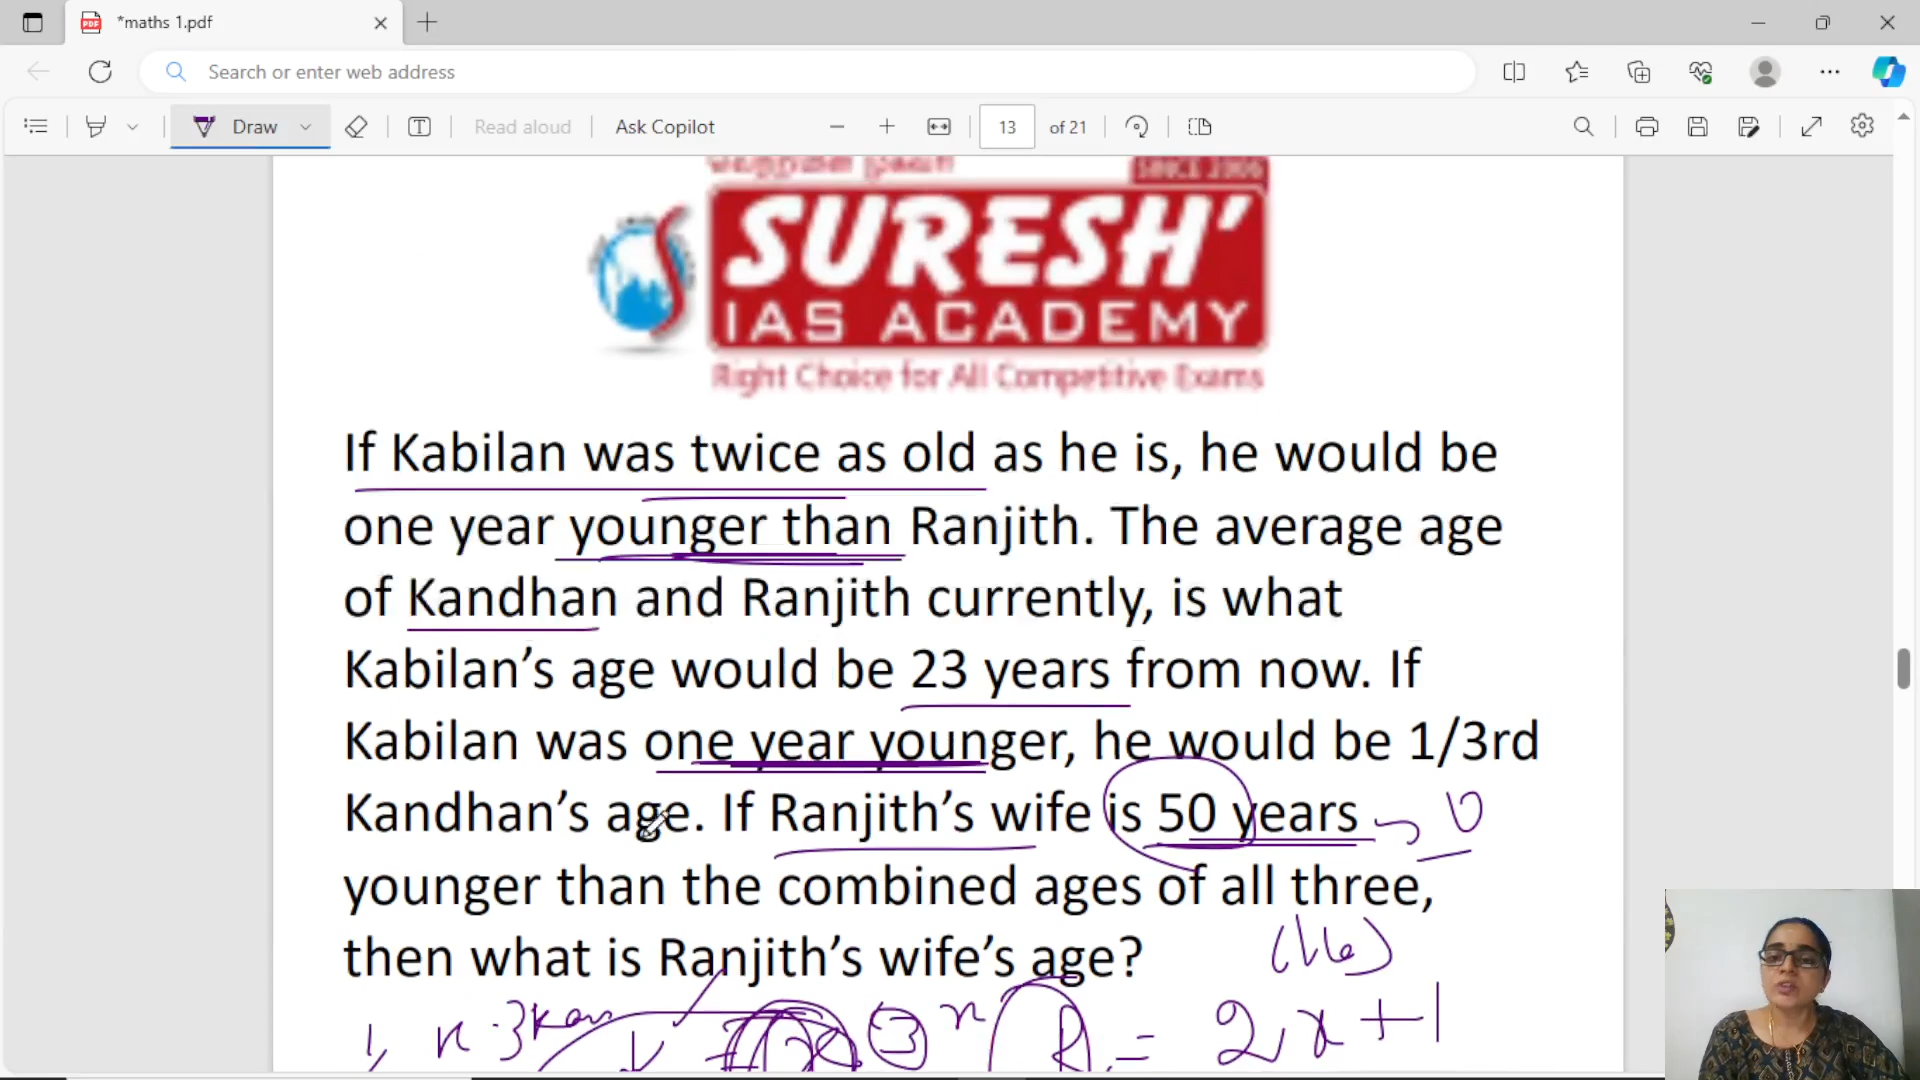 *maths 1.pdf
Search or enter web address
Draw
Read aloud
Ask Copilot
13
of 21
SINCE 2006
SURESH'
IAS ACADEMY
Right Choice for All Competitive Exams
If Kabilan was twice as old as he is, he would be
one year younger than Ranjith. The average age
of Kandhan and Ranjith currently, is what
Kabilan’s age would be 23 years from now. If
Kabilan was one year younger, he would be 1/3rd
Kandhan’s age. If Ranjith’s wife is 50 years
younger than the combined ages of all three,
then what is Ranjith’s wife’s age?
R = 2x + 1